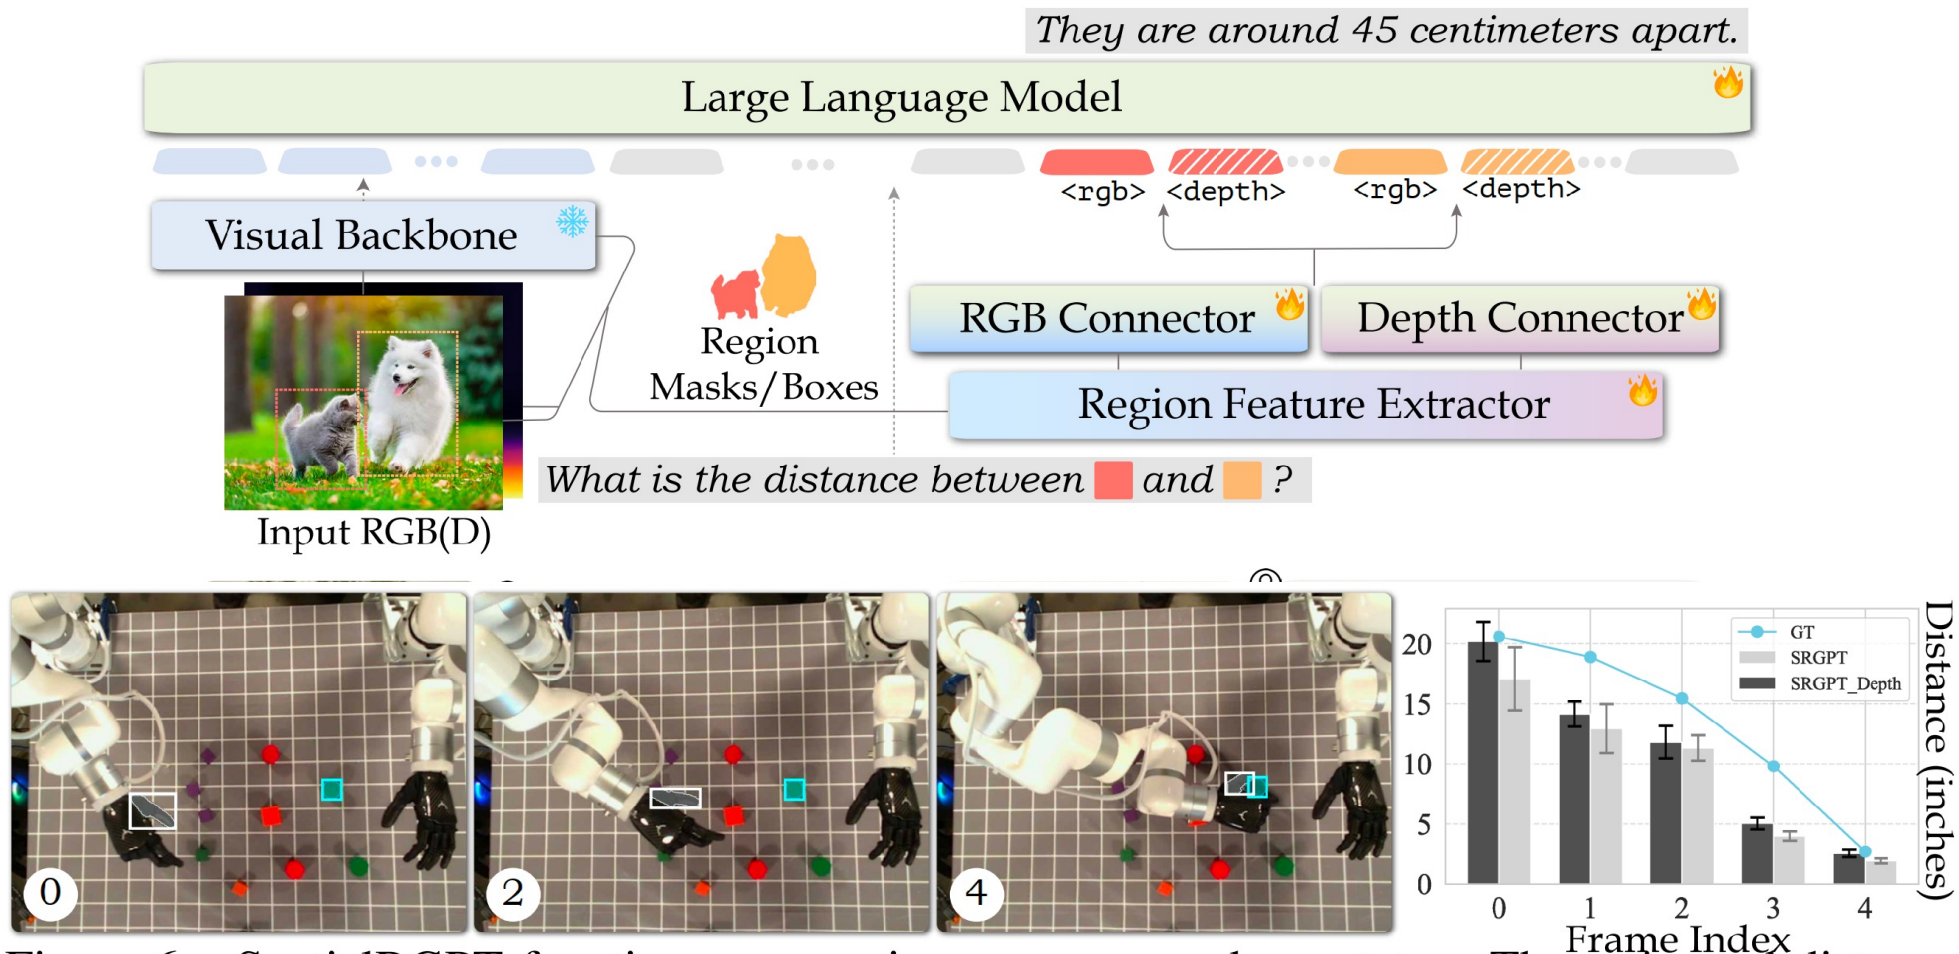 They are around 45 centimeters apart.
Large Language Model
<rgb> <depth> <rgb> <depth>
Visual Backbone
RGB Connector
Depth Connector
Region
Masks/Boxes
Region Feature Extractor
What is the distance between and ?
Input RGB(D)
0
2
4
GT
SRGPT
SRGPT_Depth
20
15
10
5
0
0 1 2 3 4
Frame Index
Distance (inches)